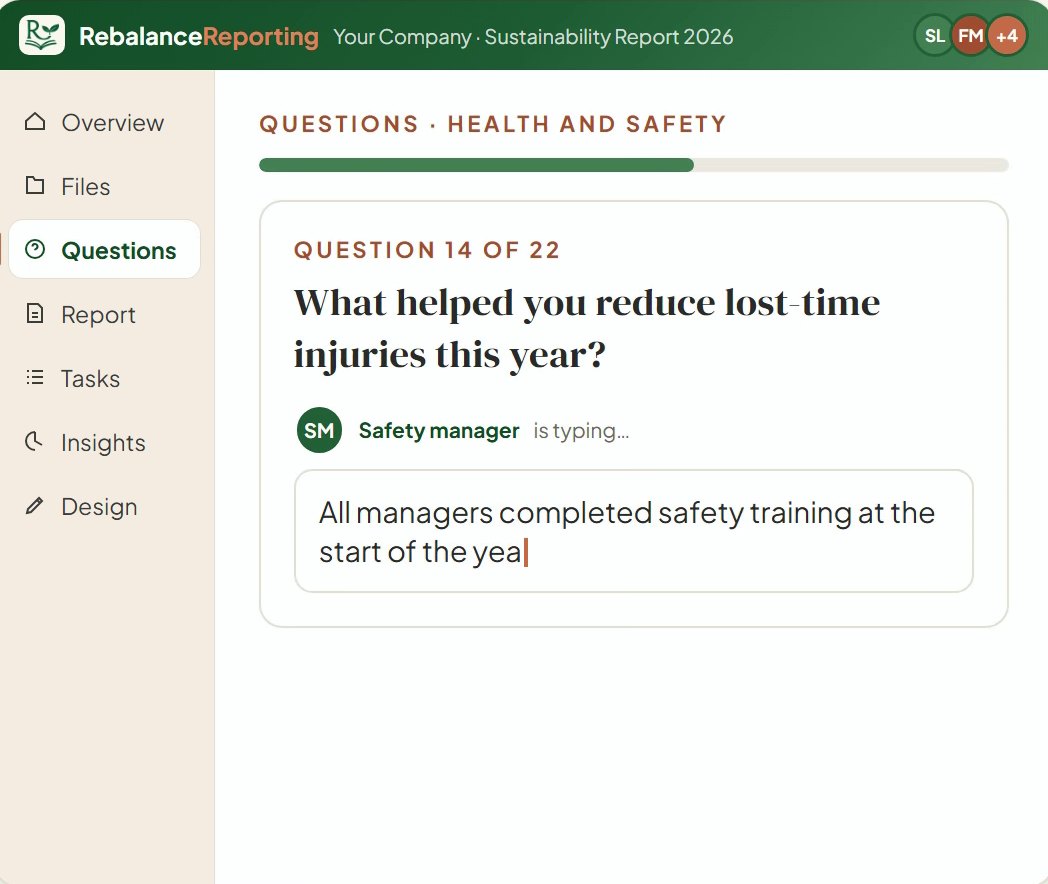 RebalanceReporting Your Company · Sustainability Report 2026 SL FM +4
Overview
Files
Questions
Report
Tasks
Insights
Design
QUESTIONS · HEALTH AND SAFETY
QUESTION 14 OF 22
What helped you reduce lost-time
injuries this year?
SM Safety manager is typing...
All managers completed safety training at the
start of the yea